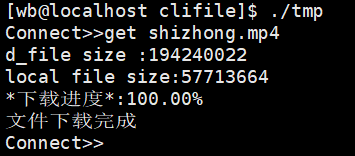 [wb@localhost clifile]$ ./tmp
Connect>>get shizhong.mp4
d_file size :194240022
local file size:57713664
*下载进度*:100.00%
文件下载完成
Connect>>